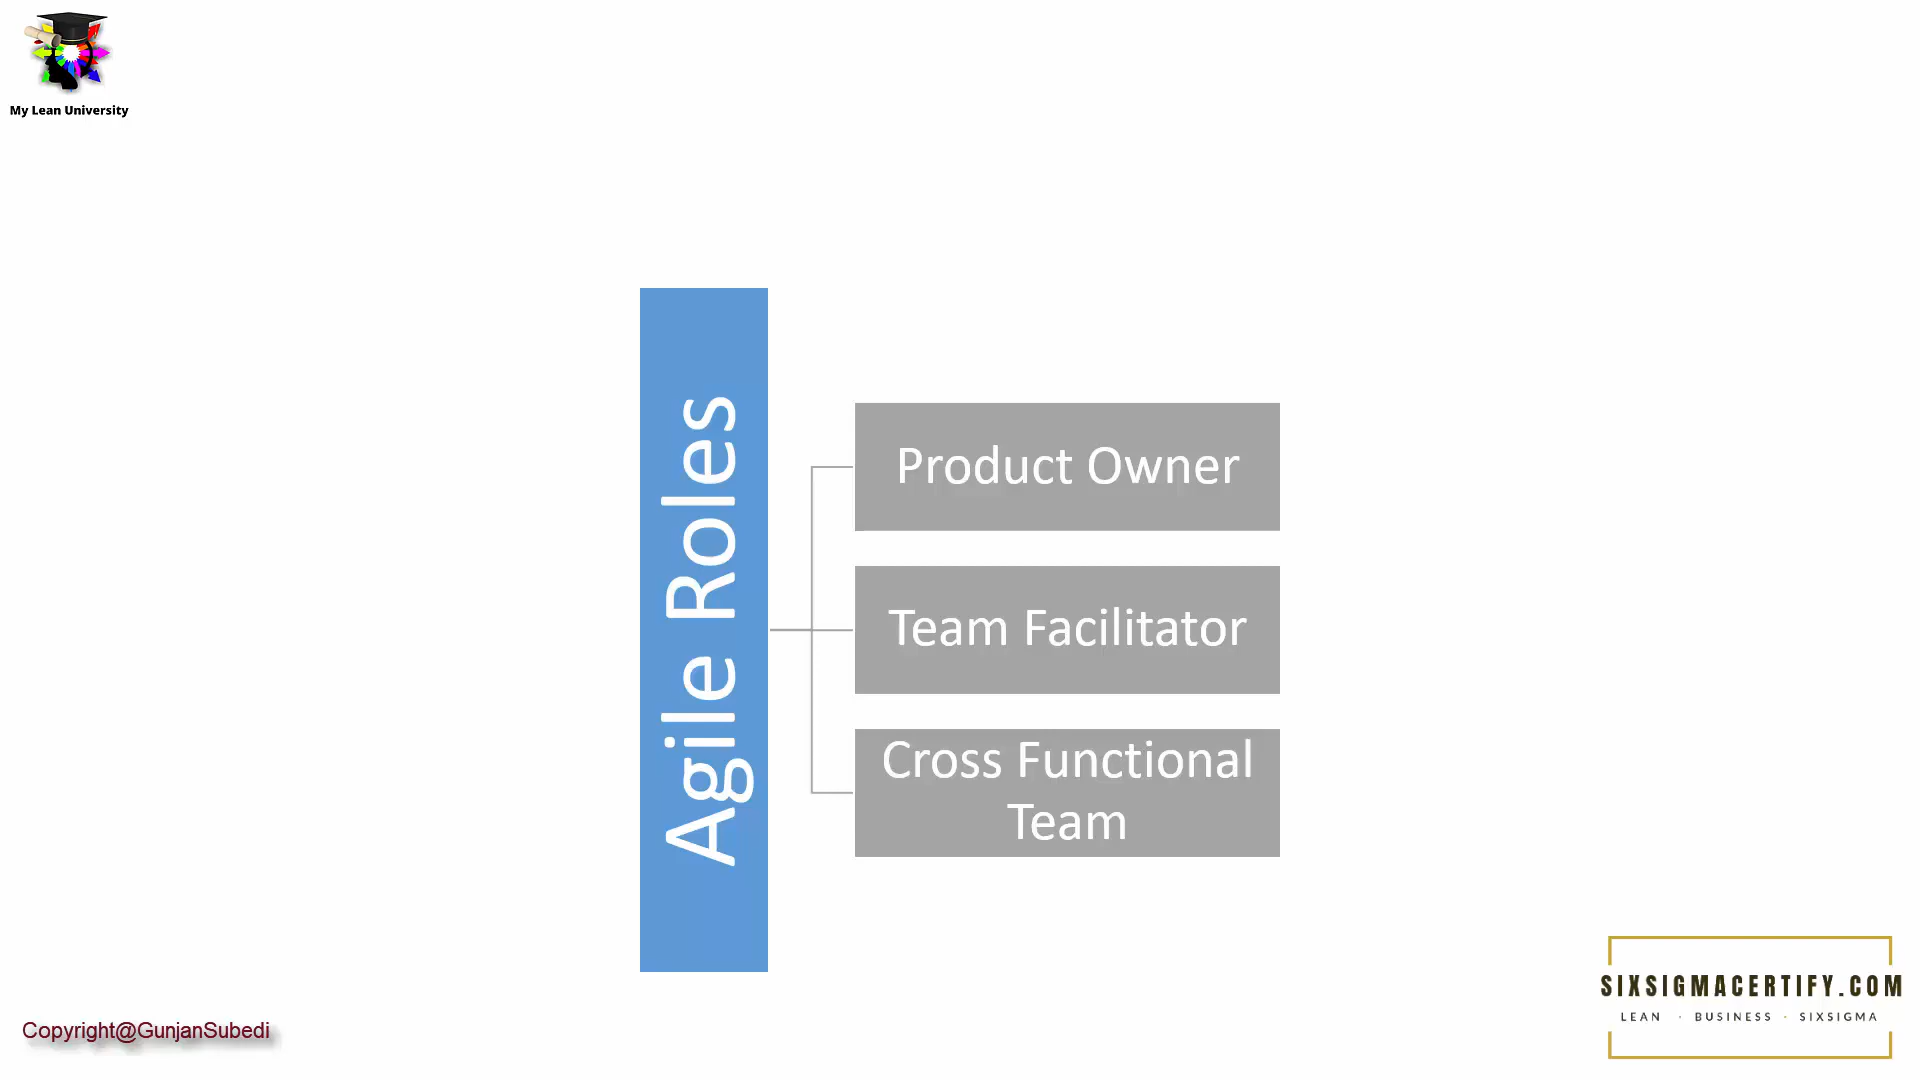 My Lean University
Agile Roles
Product Owner
Team Facilitator
Cross Functional
Team
Copyright@GunjanSubedi
SIXSIGMACERTIFY.COM
LEAN · BUSINESS · SIXSIGMA